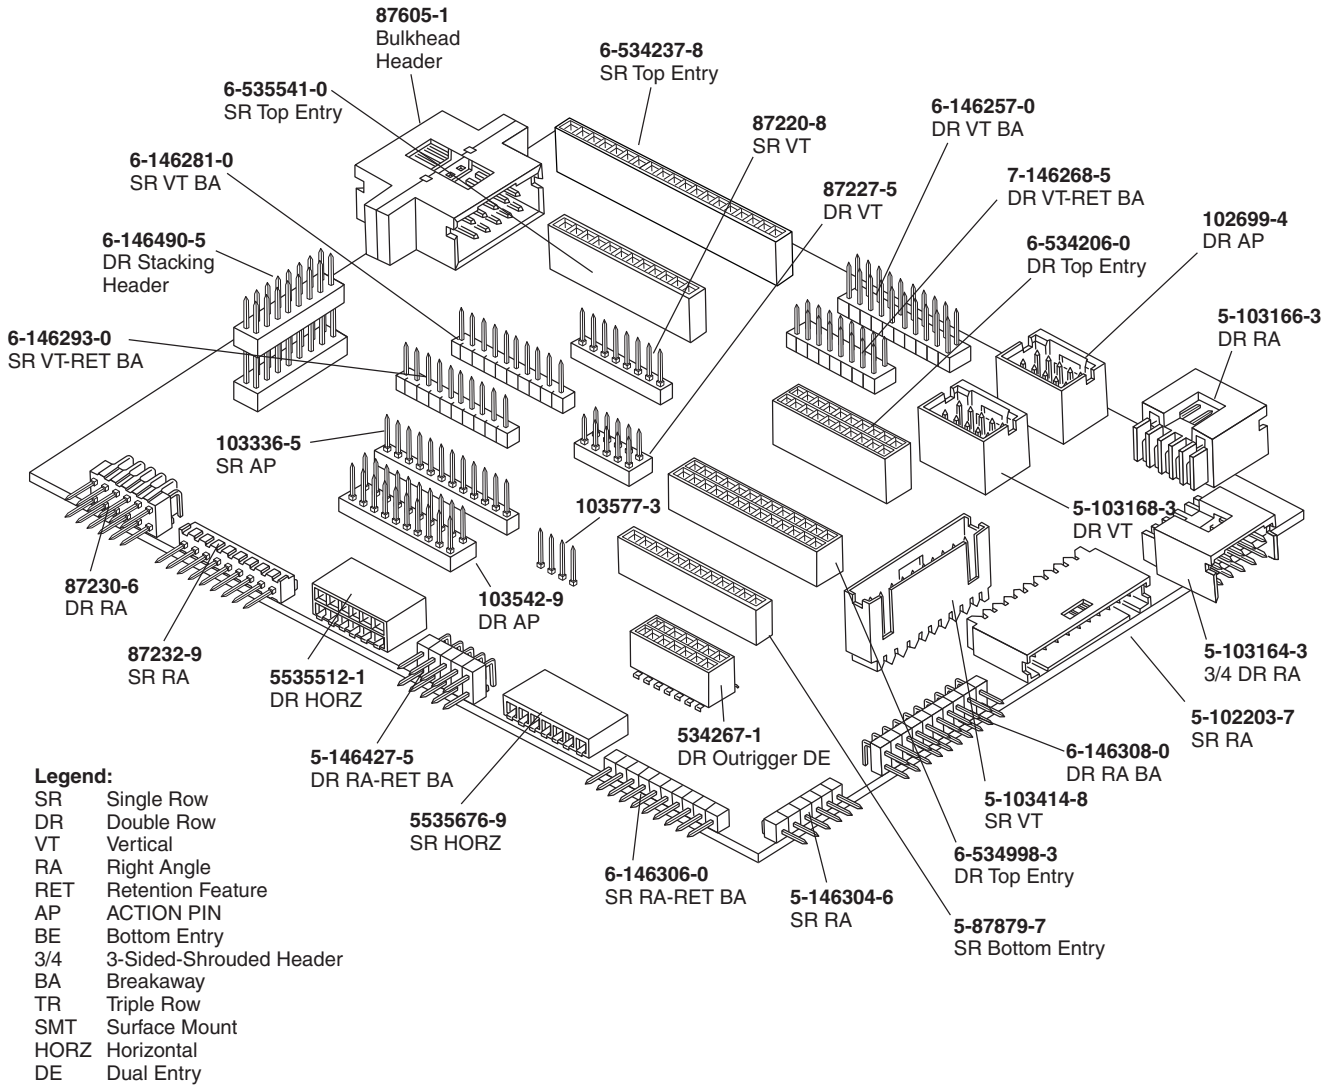 87605-1
Bulkhead
Header
6-534237-8
SR Top Entry
6-535541-0
SR Top Entry
6-146257-0
DR VT BA
87220-8
SR VT
6-146281-0
SR VT BA
7-146268-5
DR VT-RET BA
87227-5
DR VT
102699-4
DR AP
6-146490-5
DR Stacking
Header
6-534206-0
DR Top Entry
5-103166-3
DR RA
6-146293-0
SR VT-RET BA
103336-5
SR AP
103577-3
5-103168-3
DR VT
87230-6
DR RA
103542-9
DR AP
87232-9
SR RA
5535512-1
DR HORZ
5-103164-3
3/4 DR RA
5-102203-7
SR RA
534267-1
DR Outrigger DE
6-146308-0
DR RA BA
5-146427-5
DR RA-RET BA
5-103414-8
SR VT
5535676-9
SR HORZ
6-534998-3
DR Top Entry
6-146306-0
SR RA-RET BA
5-146304-6
SR RA
5-87879-7
SR Bottom Entry
Legend:
SR Single Row
DR Double Row
VT Vertical
RA Right Angle
RET Retention Feature
AP ACTION PIN
BE Bottom Entry
3/4 3-Sided-Shrouded Header
BA Breakaway
TR Triple Row
SMT Surface Mount
HORZ Horizontal
DE Dual Entry